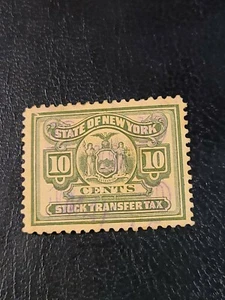 STATE OF NEW YORK
10 10
CENTS
STOCK TRANSFER TAX